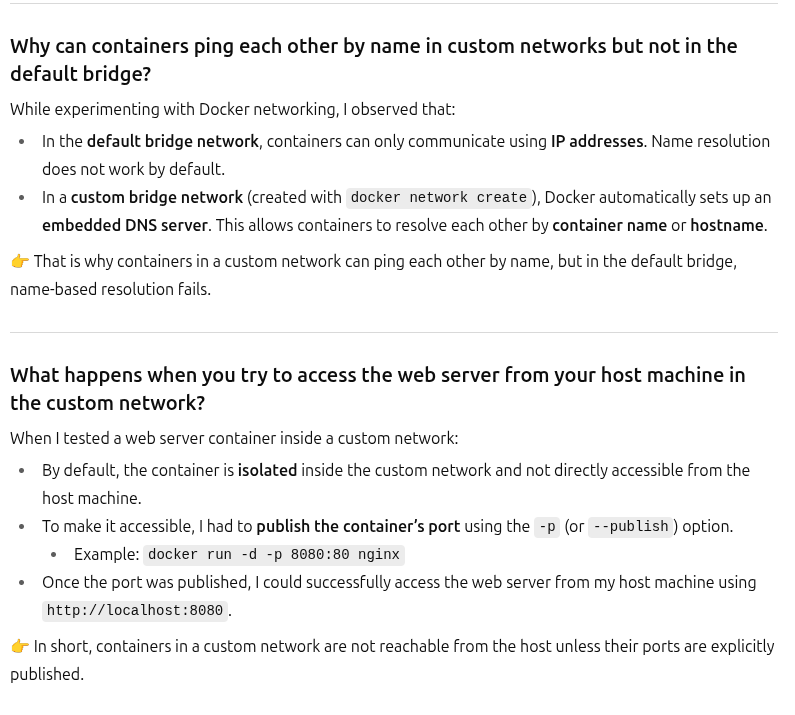 Why can containers ping each other by name in custom networks but not in the
default bridge?
While experimenting with Docker networking, I observed that:
• In the default bridge network, containers can only communicate using IP addresses. Name resolution
does not work by default.
• In a custom bridge network (created with docker network create), Docker automatically sets up an
embedded DNS server. This allows containers to resolve each other by container name or hostname.
👉 That is why containers in a custom network can ping each other by name, but in the default bridge,
name-based resolution fails.
What happens when you try to access the web server from your host machine in
the custom network?
When I tested a web server container inside a custom network:
• By default, the container is isolated inside the custom network and not directly accessible from the
host machine.
• To make it accessible, I had to publish the container’s port using the -p (or --publish) option.
• Example: docker run -d -p 8080:80 nginx
• Once the port was published, I could successfully access the web server from my host machine using
http://localhost:8080.
👉 In short, containers in a custom network are not reachable from the host unless their ports are explicitly
published.